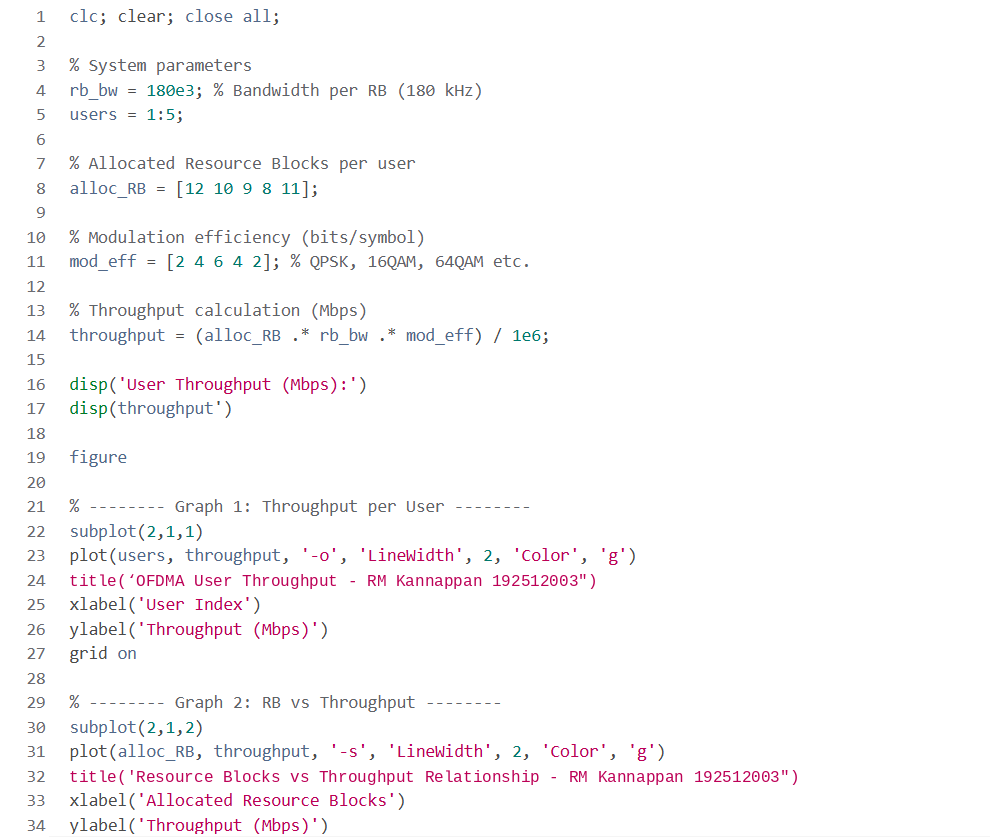 1 clc; clear; close all;
2
3 % System parameters
4 rb_bw = 180e3; % Bandwidth per RB (180 kHz)
5 users = 1:5;
6
7 % Allocated Resource Blocks per user
8 alloc_RB = [12 10 9 8 11];
9
10 % Modulation efficiency (bits/symbol)
11 mod_eff = [2 4 6 4 2]; % QPSK, 16QAM, 64QAM etc.
12
13 % Throughput calculation (Mbps)
14 throughput = (alloc_RB .* rb_bw .* mod_eff) / 1e6;
15
16 disp('User Throughput (Mbps):')
17 disp(throughput')
18
19 figure
20
21 % -------- Graph 1: Throughput per User --------
22 subplot(2,1,1)
23 plot(users, throughput, '-o', 'LineWidth', 2, 'Color', 'g')
24 title(‘OFDMA User Throughput - RM Kannappan 192512003")
25 xlabel('User Index')
26 ylabel('Throughput (Mbps)')
27 grid on
28
29 % -------- Graph 2: RB vs Throughput --------
30 subplot(2,1,2)
31 plot(alloc_RB, throughput, '-s', 'LineWidth', 2, 'Color', 'g')
32 title('Resource Blocks vs Throughput Relationship - RM Kannappan 192512003")
33 xlabel('Allocated Resource Blocks')
34 ylabel('Throughput (Mbps)')